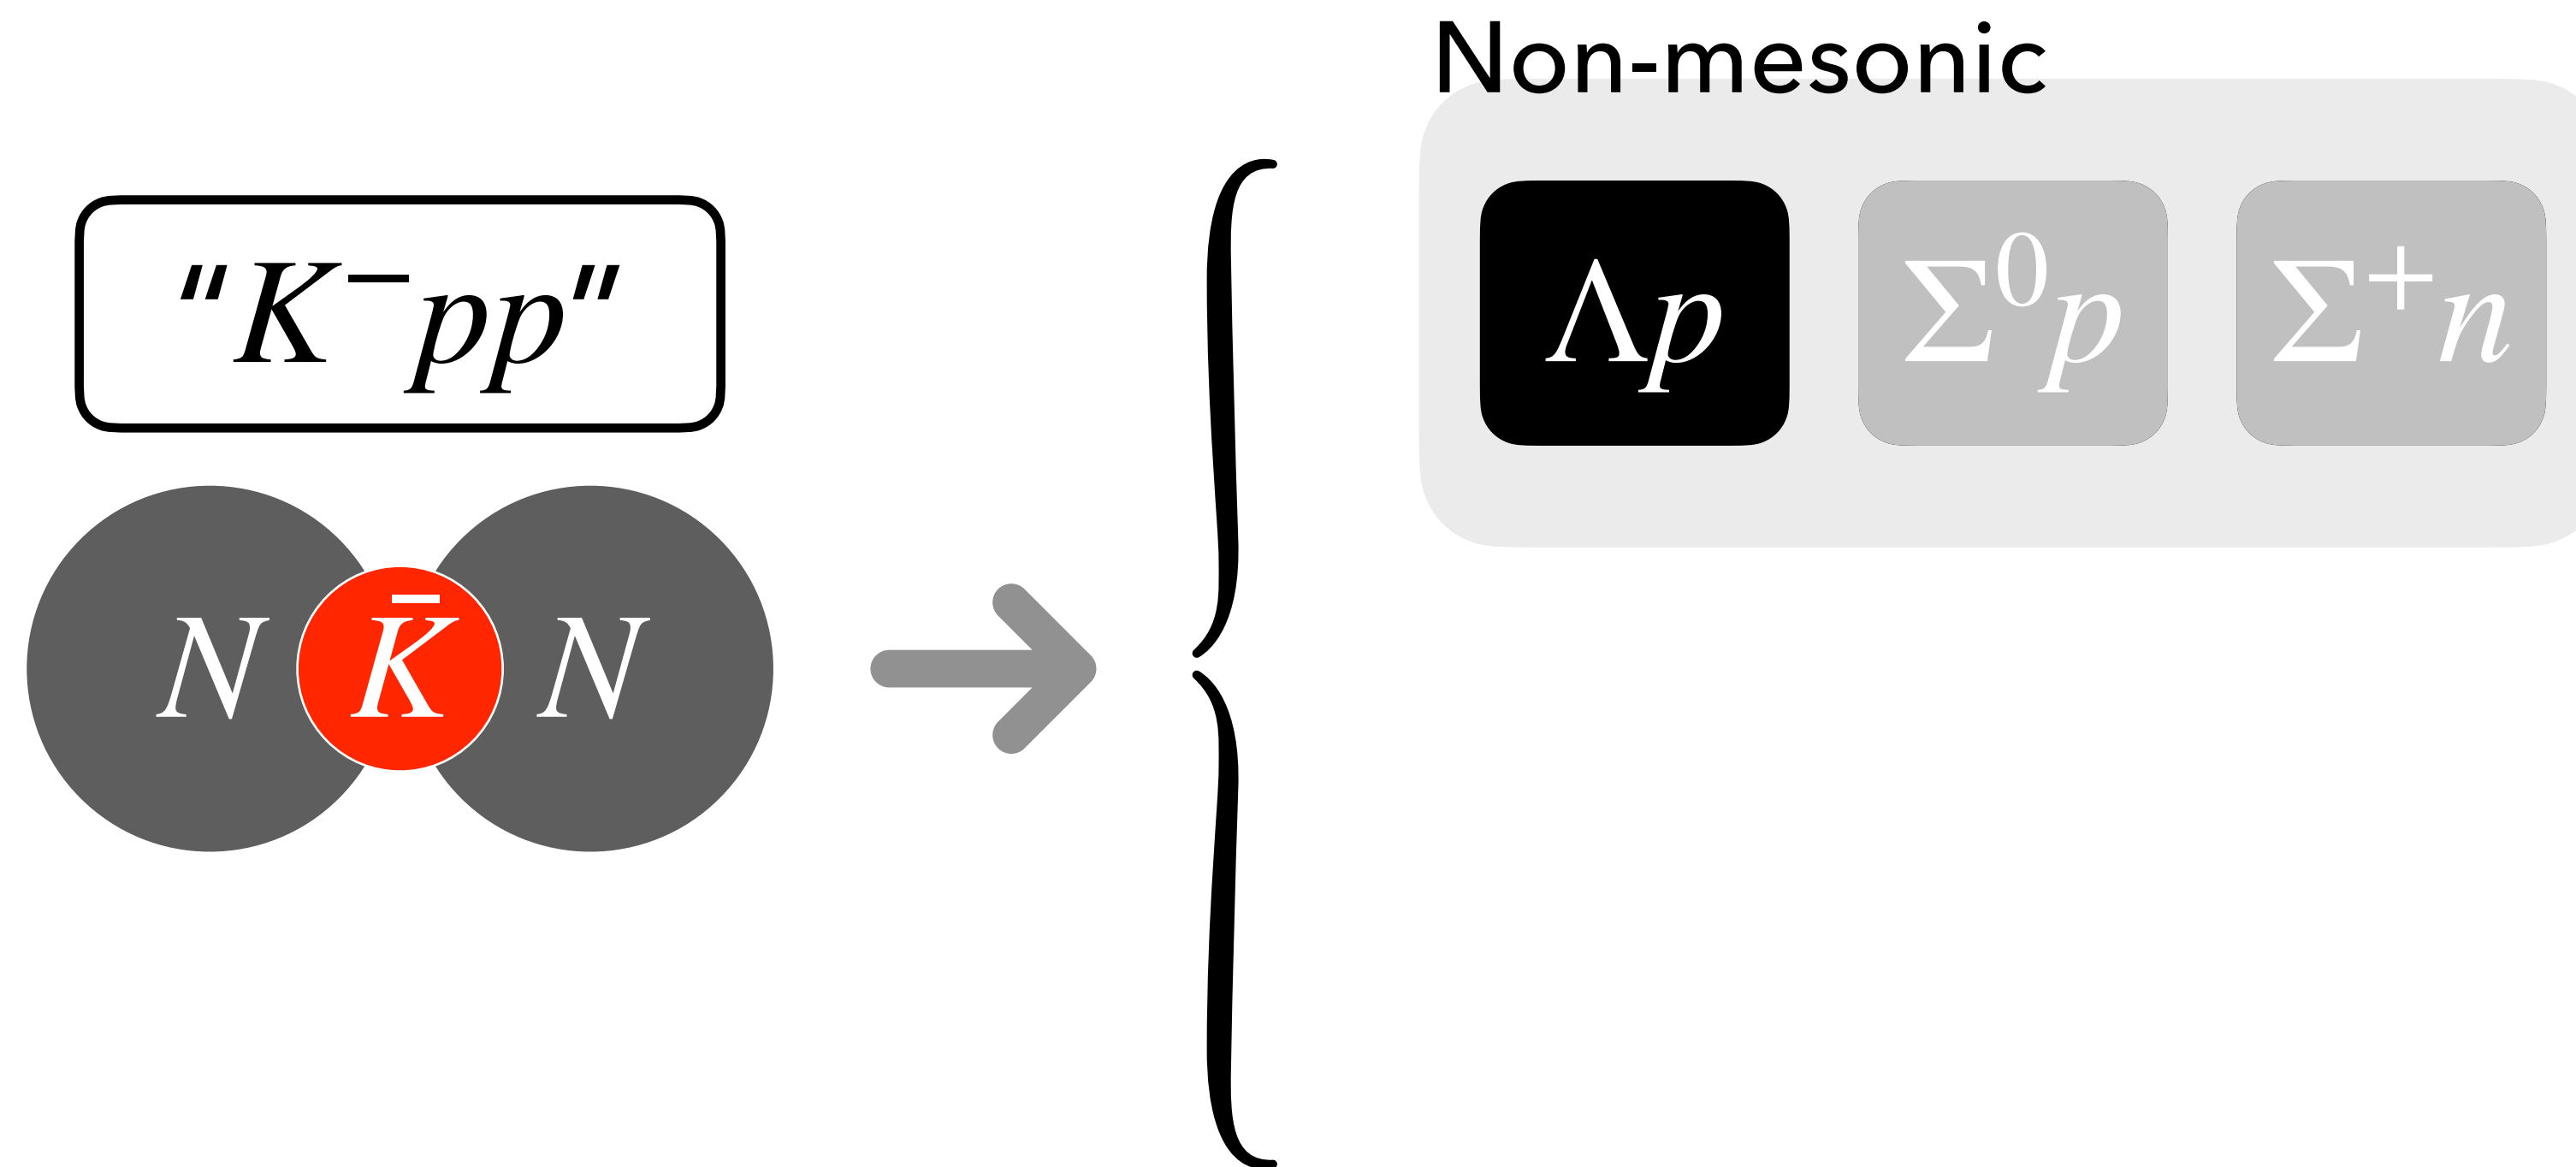 Non-mesonic
"K⁻pp"
Λp
Σ⁰p
Σ⁺n
N K̄ N